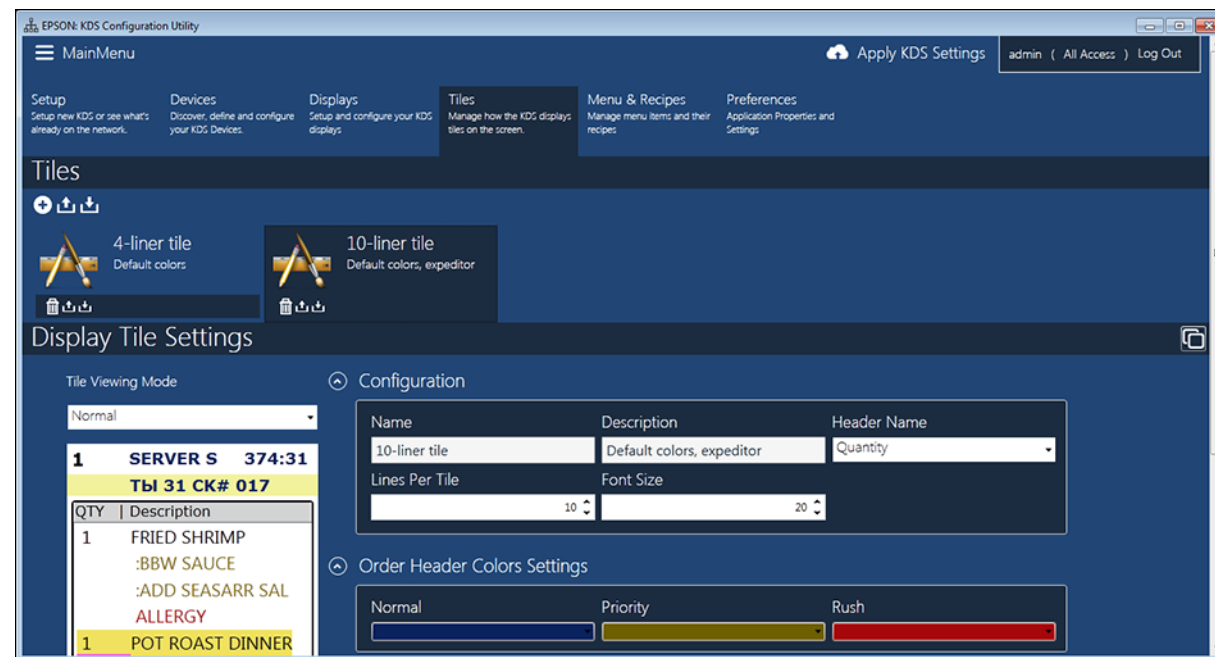 EPSON: KDS Configuration Utility
MainMenu
Apply KDS Settings
admin ( All Access ) Log Out
Setup
Setup new KDS or see what's
already on the network.
Devices
Discover, define and configure
your KDS Devices.
Displays
Setup and configure your KDS
displays
Tiles
Manage how the KDS displays
tiles on the screen.
Menu & Recipes
Manage menu items and their
recipes
Preferences
Application Properties and
Settings
Tiles
4-liner tile
Default colors
10-liner tile
Default colors, expeditor
Display Tile Settings
Tile Viewing Mode
Normal
1 SERVER S 374:31
ТЫ 31 CK# 017
QTY | Description
1 FRIED SHRIMP
:BBW SAUCE
:ADD SEASARR SAL
ALLERGY
1 POT ROAST DINNER
Configuration
Name
10-liner tile
Description
Default colors, expeditor
Header Name
Quantity
Lines Per Tile
10
Font Size
20
Order Header Colors Settings
Normal
Priority
Rush